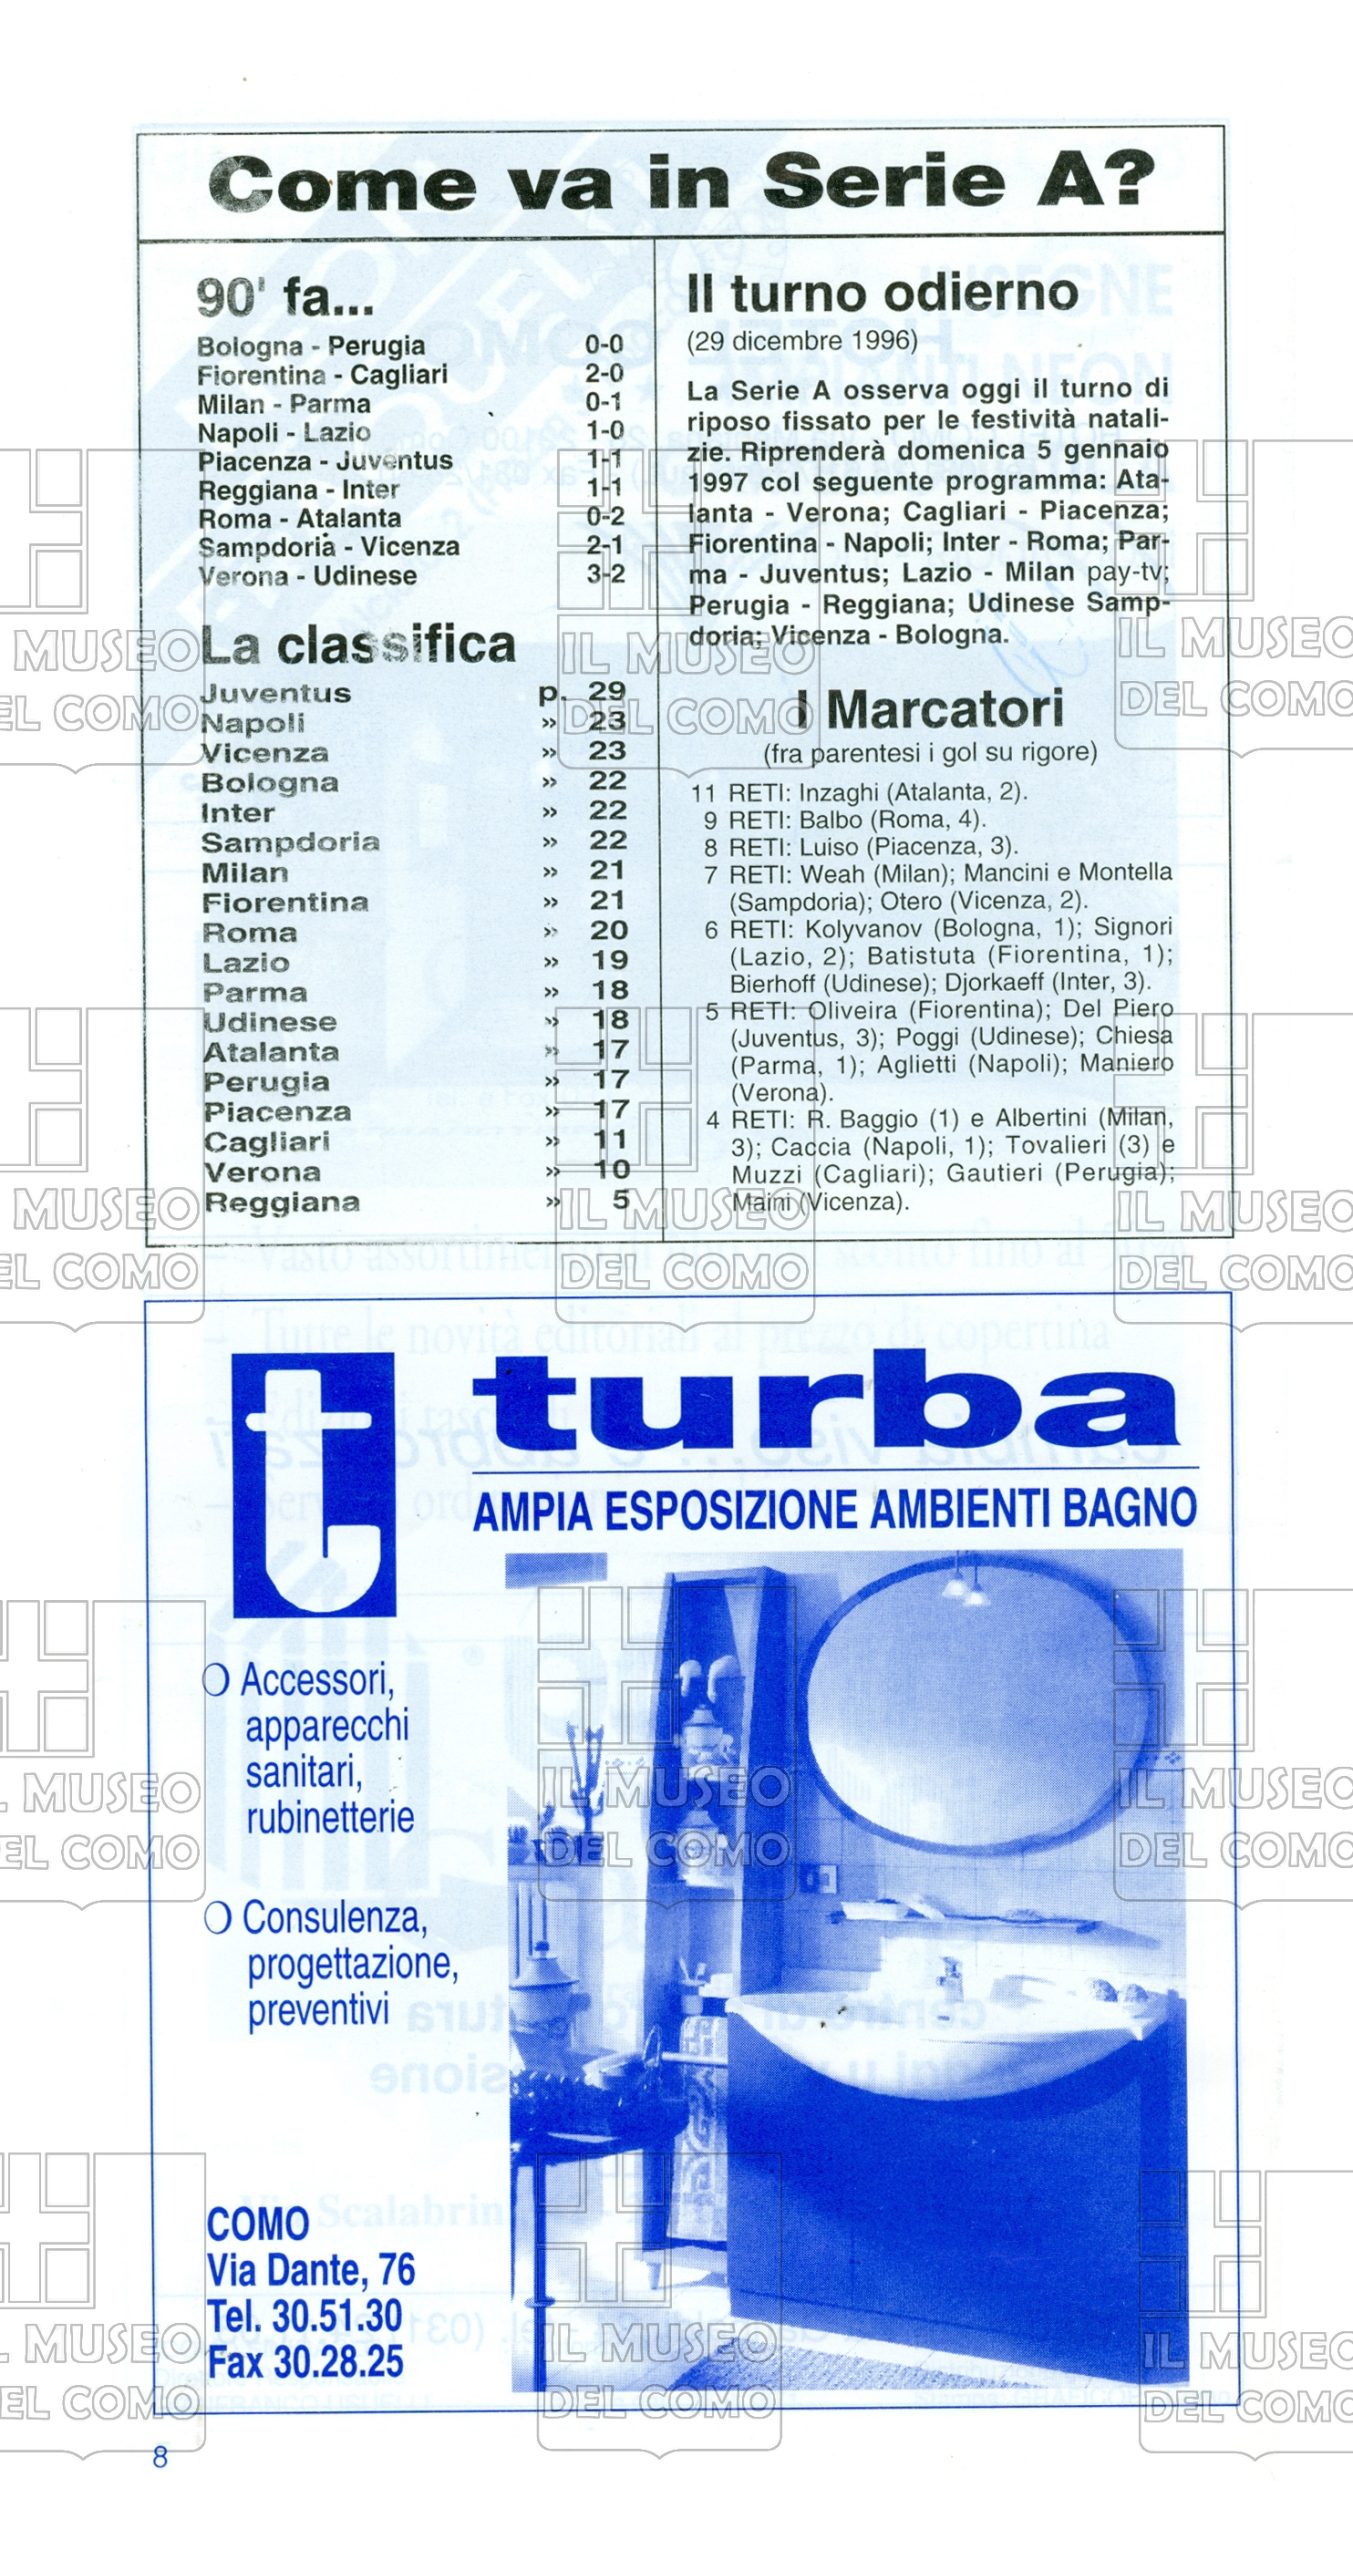 Come va in Serie A?
90' fa...
Bologna - Perugia 0-0
Fiorentina - Cagliari 2-0
Milan - Parma 0-1
Napoli - Lazio 1-0
Piacenza - Juventus 1-1
Reggiana - Inter 1-1
Roma - Atalanta 0-2
Sampdoria - Vicenza 2-1
Verona - Udinese 3-2
La classifica
Juventus p. 29
Napoli » 23
Vicenza » 23
Bologna » 22
Inter » 22
Sampdoria » 22
Milan » 21
Fiorentina » 21
Roma » 20
Lazio » 19
Parma » 18
Udinese » 18
Atalanta » 17
Perugia » 17
Piacenza » 17
Cagliari » 11
Verona » 10
Reggiana » 5
Il turno odierno
(29 dicembre 1996)
La Serie A osserva oggi il turno di
riposo fissato per le festività natali-
zie. Riprenderà domenica 5 gennaio
1997 col seguente programma: Ata-
lanta - Verona; Cagliari - Piacenza;
Fiorentina - Napoli; Inter - Roma; Par-
ma - Juventus; Lazio - Milan pay-tv;
Perugia - Reggiana; Udinese Samp-
doria; Vicenza - Bologna.
I Marcatori
(fra parentesi i gol su rigore)
11 RETI: Inzaghi (Atalanta, 2).
9 RETI: Balbo (Roma, 4).
8 RETI: Luiso (Piacenza, 3).
7 RETI: Weah (Milan); Mancini e Montella
(Sampdoria); Otero (Vicenza, 2).
6 RETI: Kolyvanov (Bologna, 1); Signori
(Lazio, 2); Batistuta (Fiorentina, 1);
Bierhoff (Udinese); Djorkaeff (Inter, 3).
5 RETI: Oliveira (Fiorentina); Del Piero
(Juventus, 3); Poggi (Udinese); Chiesa
(Parma, 1); Aglietti (Napoli); Maniero
(Verona).
4 RETI: R. Baggio (1) e Albertini (Milan,
3); Caccia (Napoli, 1); Tovalieri (3) e
Muzzi (Cagliari); Gautieri (Perugia);
Maini (Vicenza).
turba
AMPIA ESPOSIZIONE AMBIENTI BAGNO
Accessori,
apparecchi
sanitari,
rubinetterie
Consulenza,
progettazione,
preventivi
COMO
Via Dante, 76
Tel. 30.51.30
Fax 30.28.25
8
IL MUSEO
DEL COMO